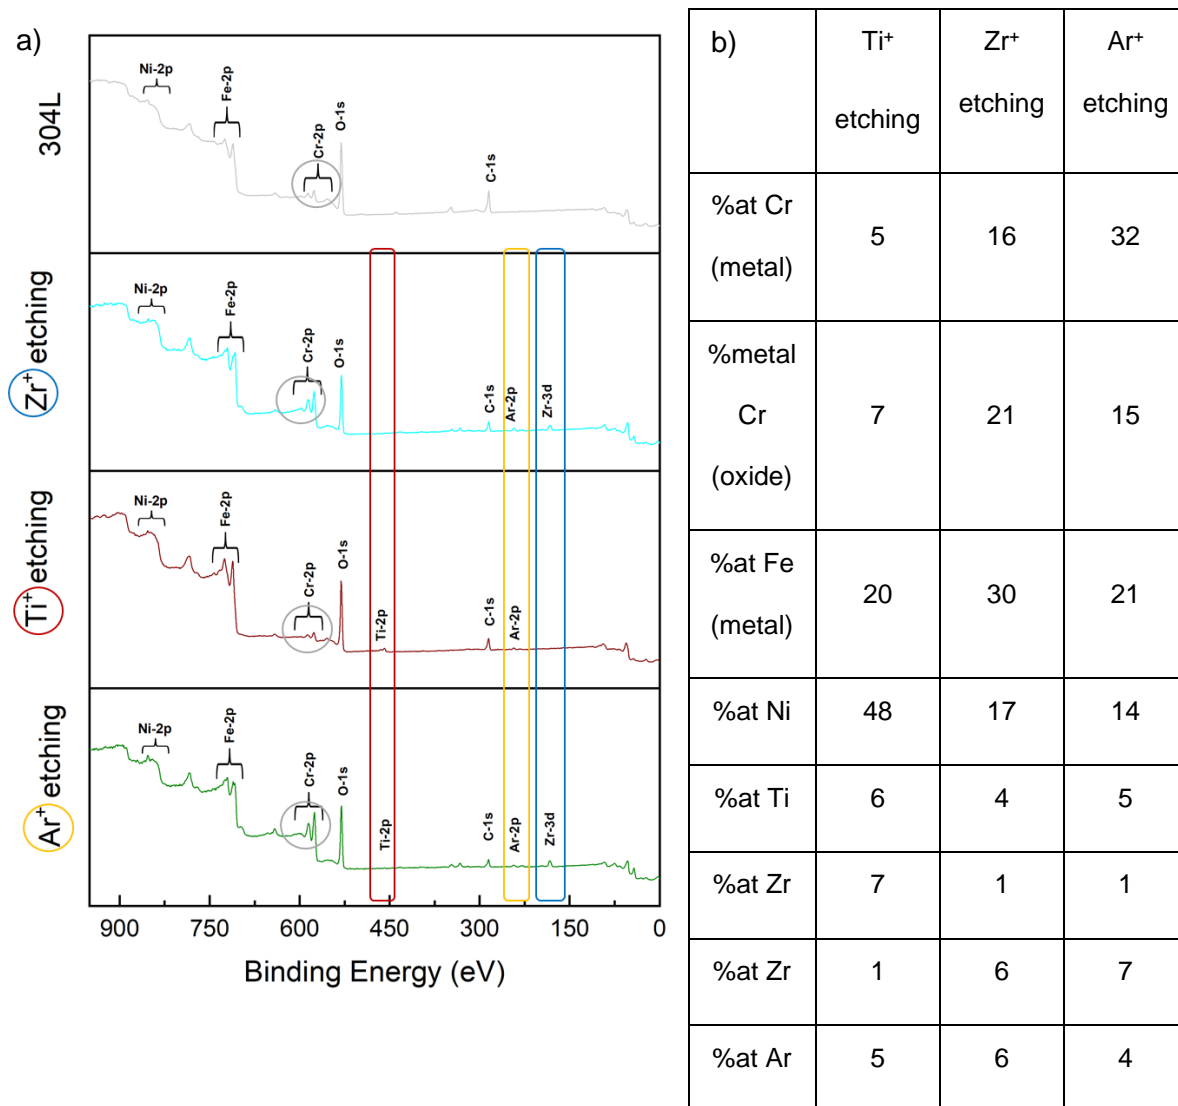 a)
304L
Ni-2p
Fe-2p
Cr-2p
O-1s
C-1s
Zr⁺ etching
Ni-2p
Fe-2p
Cr-2p
O-1s
C-1s
Ar-2p
Zr-3d
Ti⁺ etching
Ni-2p
Fe-2p
Cr-2p
O-1s
Ti-2p
C-1s
Ar-2p
Ar⁺ etching
Ni-2p
Fe-2p
Cr-2p
O-1s
Ti-2p
C-1s
Ar-2p
Zr-3d
900 750 600 450 300 150 0
Binding Energy (eV)
b) Ti⁺ Zr⁺ Ar⁺
etching etching etching
%at Cr
(metal) 5 16 32
%metal
Cr 7 21 15
(oxide)
%at Fe
(metal) 20 30 21
%at Ni 48 17 14
%at Ti 6 4 5
%at Zr 7 1 1
%at Zr 1 6 7
%at Ar 5 6 4